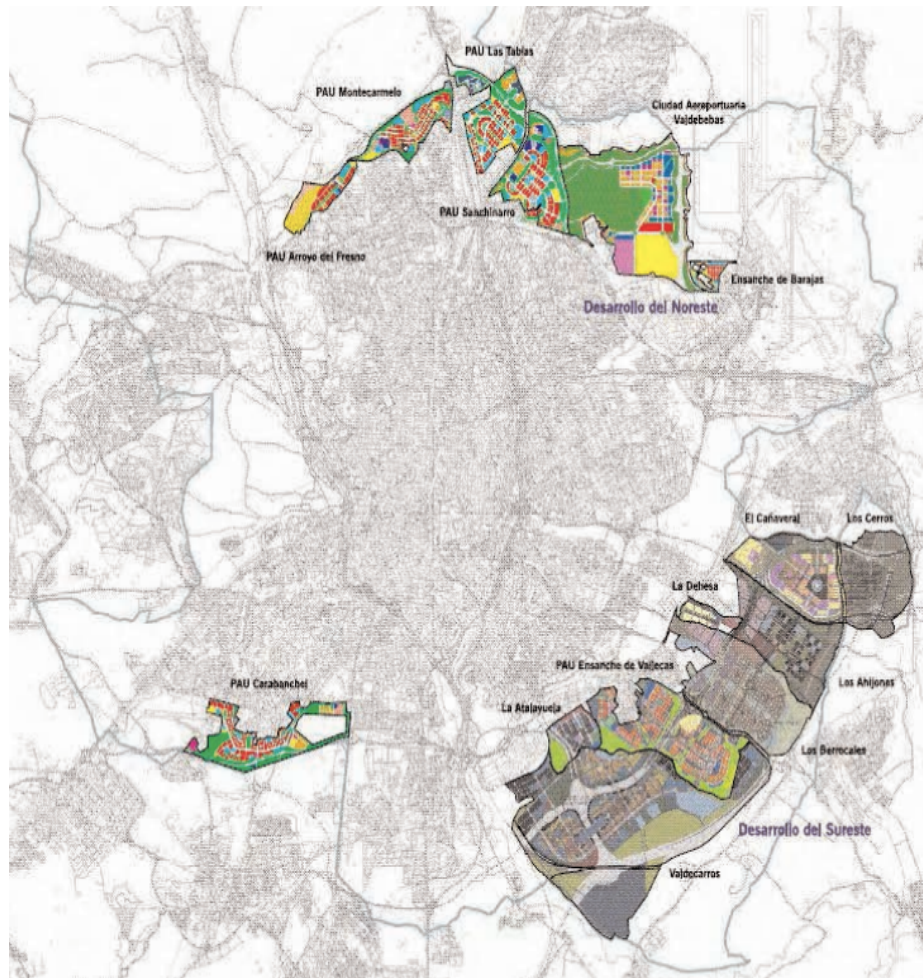 PAU Las Tablas
PAU Montecarmelo
Ciudad Aereportuaria
Valdebebas
PAU Sanchinarro
PAU Arroyo del Fresno
Ensanche de Barajas
Desarrollo del Noreste
El Cañaveral
Los Cerros
La Dehesa
PAU Ensanche de Vallecas
PAU Carabanchel
Los Ahijones
La Atalayuela
Los Berrocales
Desarrollo del Sureste
Valdecarros